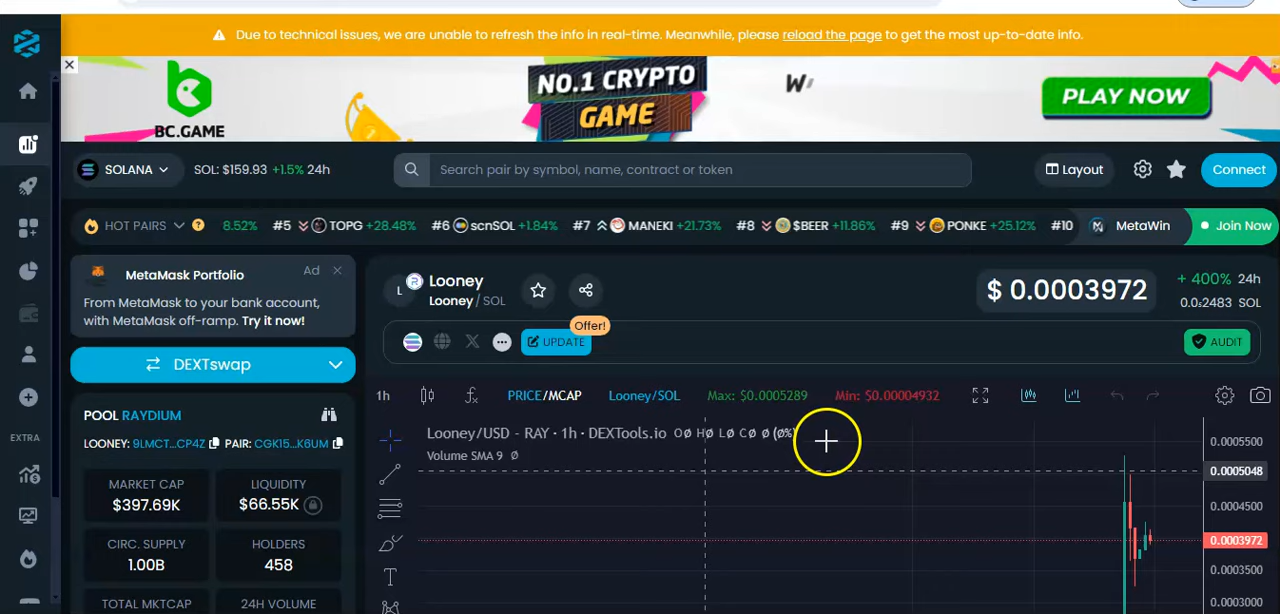 Due to technical issues, we are unable to refresh the info in real-time. Meanwhile, please reload the page to get the most up-to-date info.
BC.GAME
NO.1 CRYPTO
GAME
PLAY NOW
SOLANA
SOL: $159.93 +1.5% 24h
Search pair by symbol, name, contract or token
Layout
Connect
HOT PAIRS ? 8.52% #5 TOPG +28.48% #6 scnSOL +1.84% #7 MANEKI +21.73% #8 $BEER +11.86% #9 PONKE +25.12% #10 MetaWin Join Now
MetaMask Portfolio Ad
From MetaMask to your bank account,
with MetaMask off-ramp. Try it now!
DEXTswap
POOL RAYDIUM
LOONEY: 9LMCT...CP4Z PAIR: CGK15...K6UM
MARKET CAP
$397.69K
LIQUIDITY
$66.55K
CIRC. SUPPLY
1.00B
HOLDERS
458
TOTAL MKTCAP
24H VOLUME
EXTRA
L
Looney
Looney/SOL
$ 0.0003972
+ 400% 24h
0.0₅2483 SOL
Offer!
UPDATE
AUDIT
1h
PRICE/MCAP
Looney/SOL
Max: $0.0005289
Min: $0.00004932
Looney/USD - RAY · 1h · DEXTools.io O∅ H∅ L∅ C∅ ∅ (∅%)
Volume SMA 9 ∅
0.0005500
0.0005048
0.0004500
0.0003972
0.0003500
0.0003000